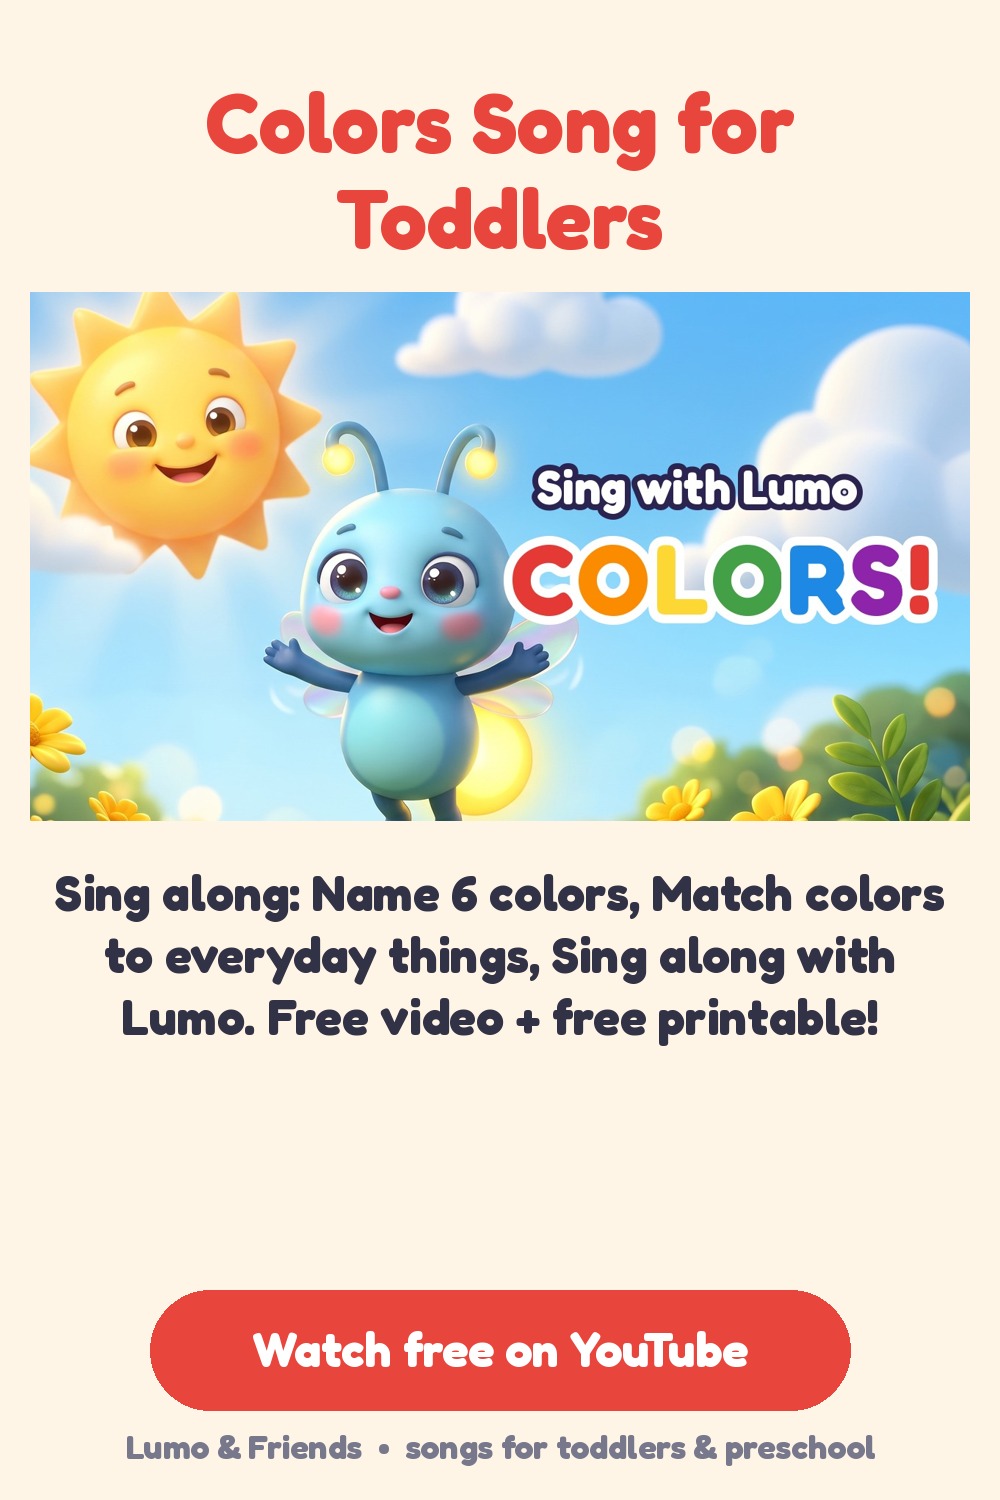 Colors Song for
Toddlers
Sing with Lumo
COLORS!
Sing along: Name 6 colors, Match colors
to everyday things, Sing along with
Lumo. Free video + free printable!
Watch free on YouTube
Lumo & Friends • songs for toddlers & preschool